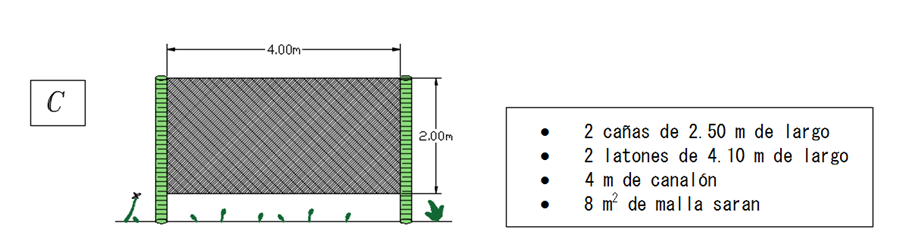 4.00m
C
2.00m
• 2 cañas de 2.50 m de largo
• 2 latones de 4.10 m de largo
• 4 m de canalón
• 8 m² de malla saran